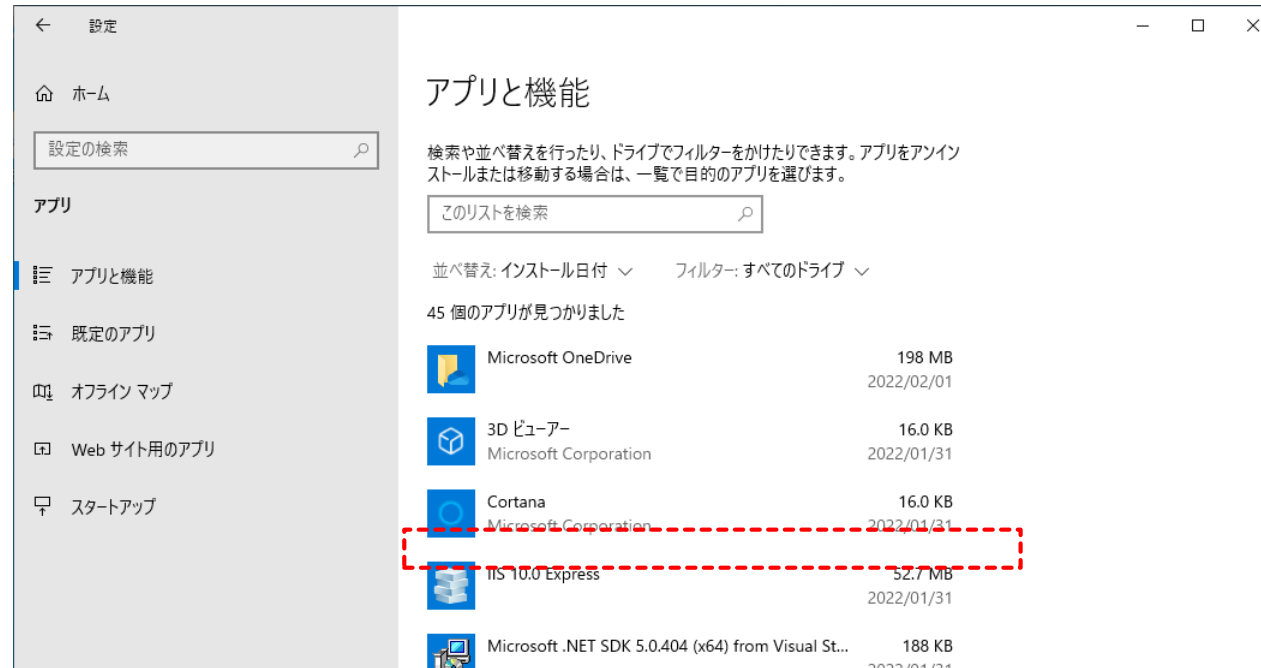 設定
ホーム
設定の検索
アプリ
アプリと機能
既定のアプリ
オフライン マップ
Web サイト用のアプリ
スタートアップ
アプリと機能
検索や並べ替えを行ったり、ドライブでフィルターをかけたりできます。アプリをアンイン
ストールまたは移動する場合は、一覧で目的のアプリを選びます。
このリストを検索
並べ替え: インストール日付 フィルター: すべてのドライブ
45 個のアプリが見つかりました
Microsoft OneDrive 198 MB
2022/02/01
3D ビューアー 16.0 KB
Microsoft Corporation 2022/01/31
Cortana 16.0 KB
Microsoft Corporation 2022/01/31
IIS 10.0 Express 52.7 MB
2022/01/31
Microsoft .NET SDK 5.0.404 (x64) from Visual St... 188 KB
2022/01/31